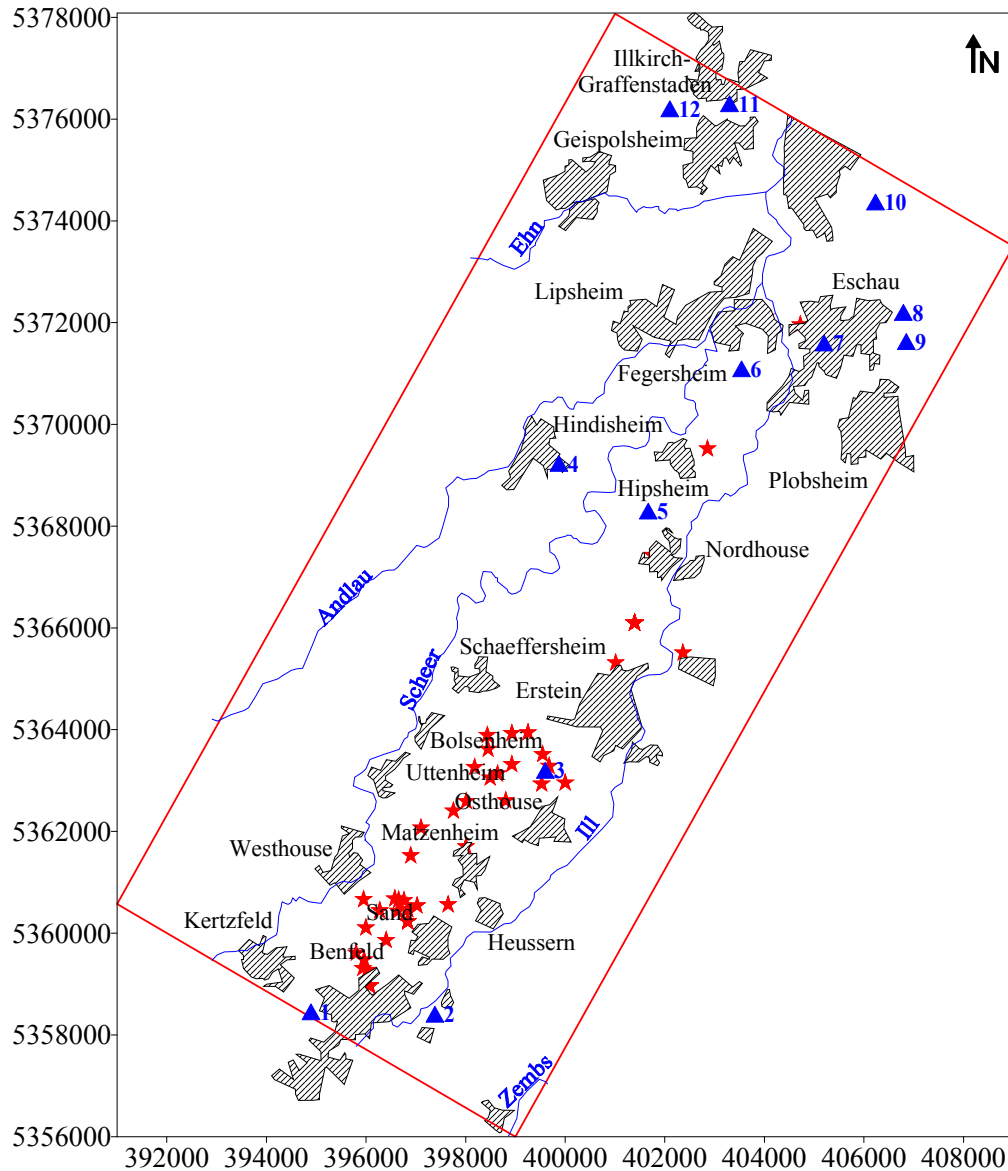 5378000
N
Illkirch-
Graffenstaden
12
11
5376000
Geispolsheim
5374000
10
Ehn
Eschau
Lipsheim
8
5372000
7
9
Fegersheim
6
5370000
Hindisheim
4
Plobsheim
Hipsheim
5
5368000
Nordhouse
Andlau
5366000
Schaeffersheim
Scheer
Erstein
5364000
Bolsenheim
Uttenheim
3
Osthouse
5362000
Matzenheim
Ill
Westhouse
Sand
Kertzfeld
5360000
Heussern
Benfeld
1
2
5358000
Zembs
5356000
392000 394000 396000 398000 400000 402000 404000 406000 408000